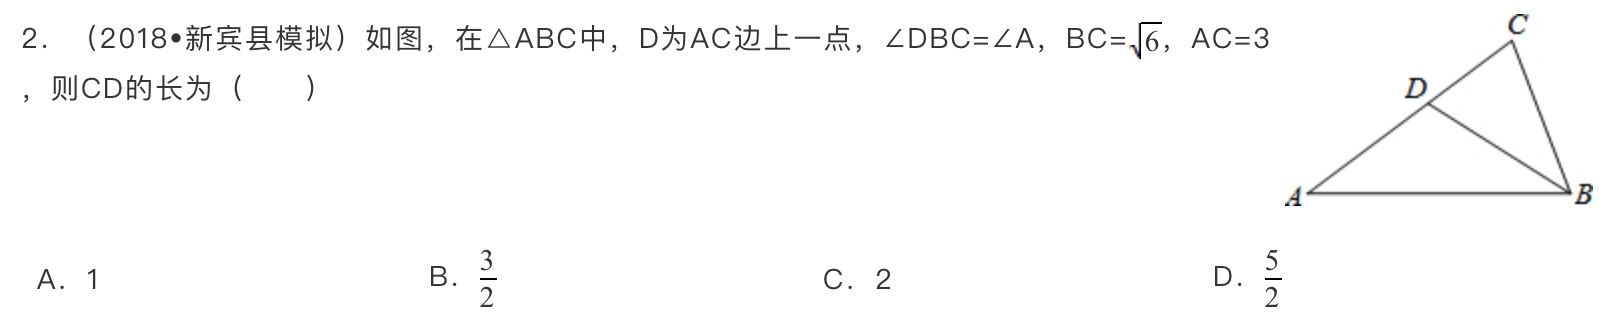 2. （2018•新宾县模拟）如图，在△ABC中，D为AC边上一点，∠DBC=∠A，BC=√6，AC=3
，则CD的长为（　　）
C
D
A
B
A. 1
B. 3/2
C. 2
D. 5/2